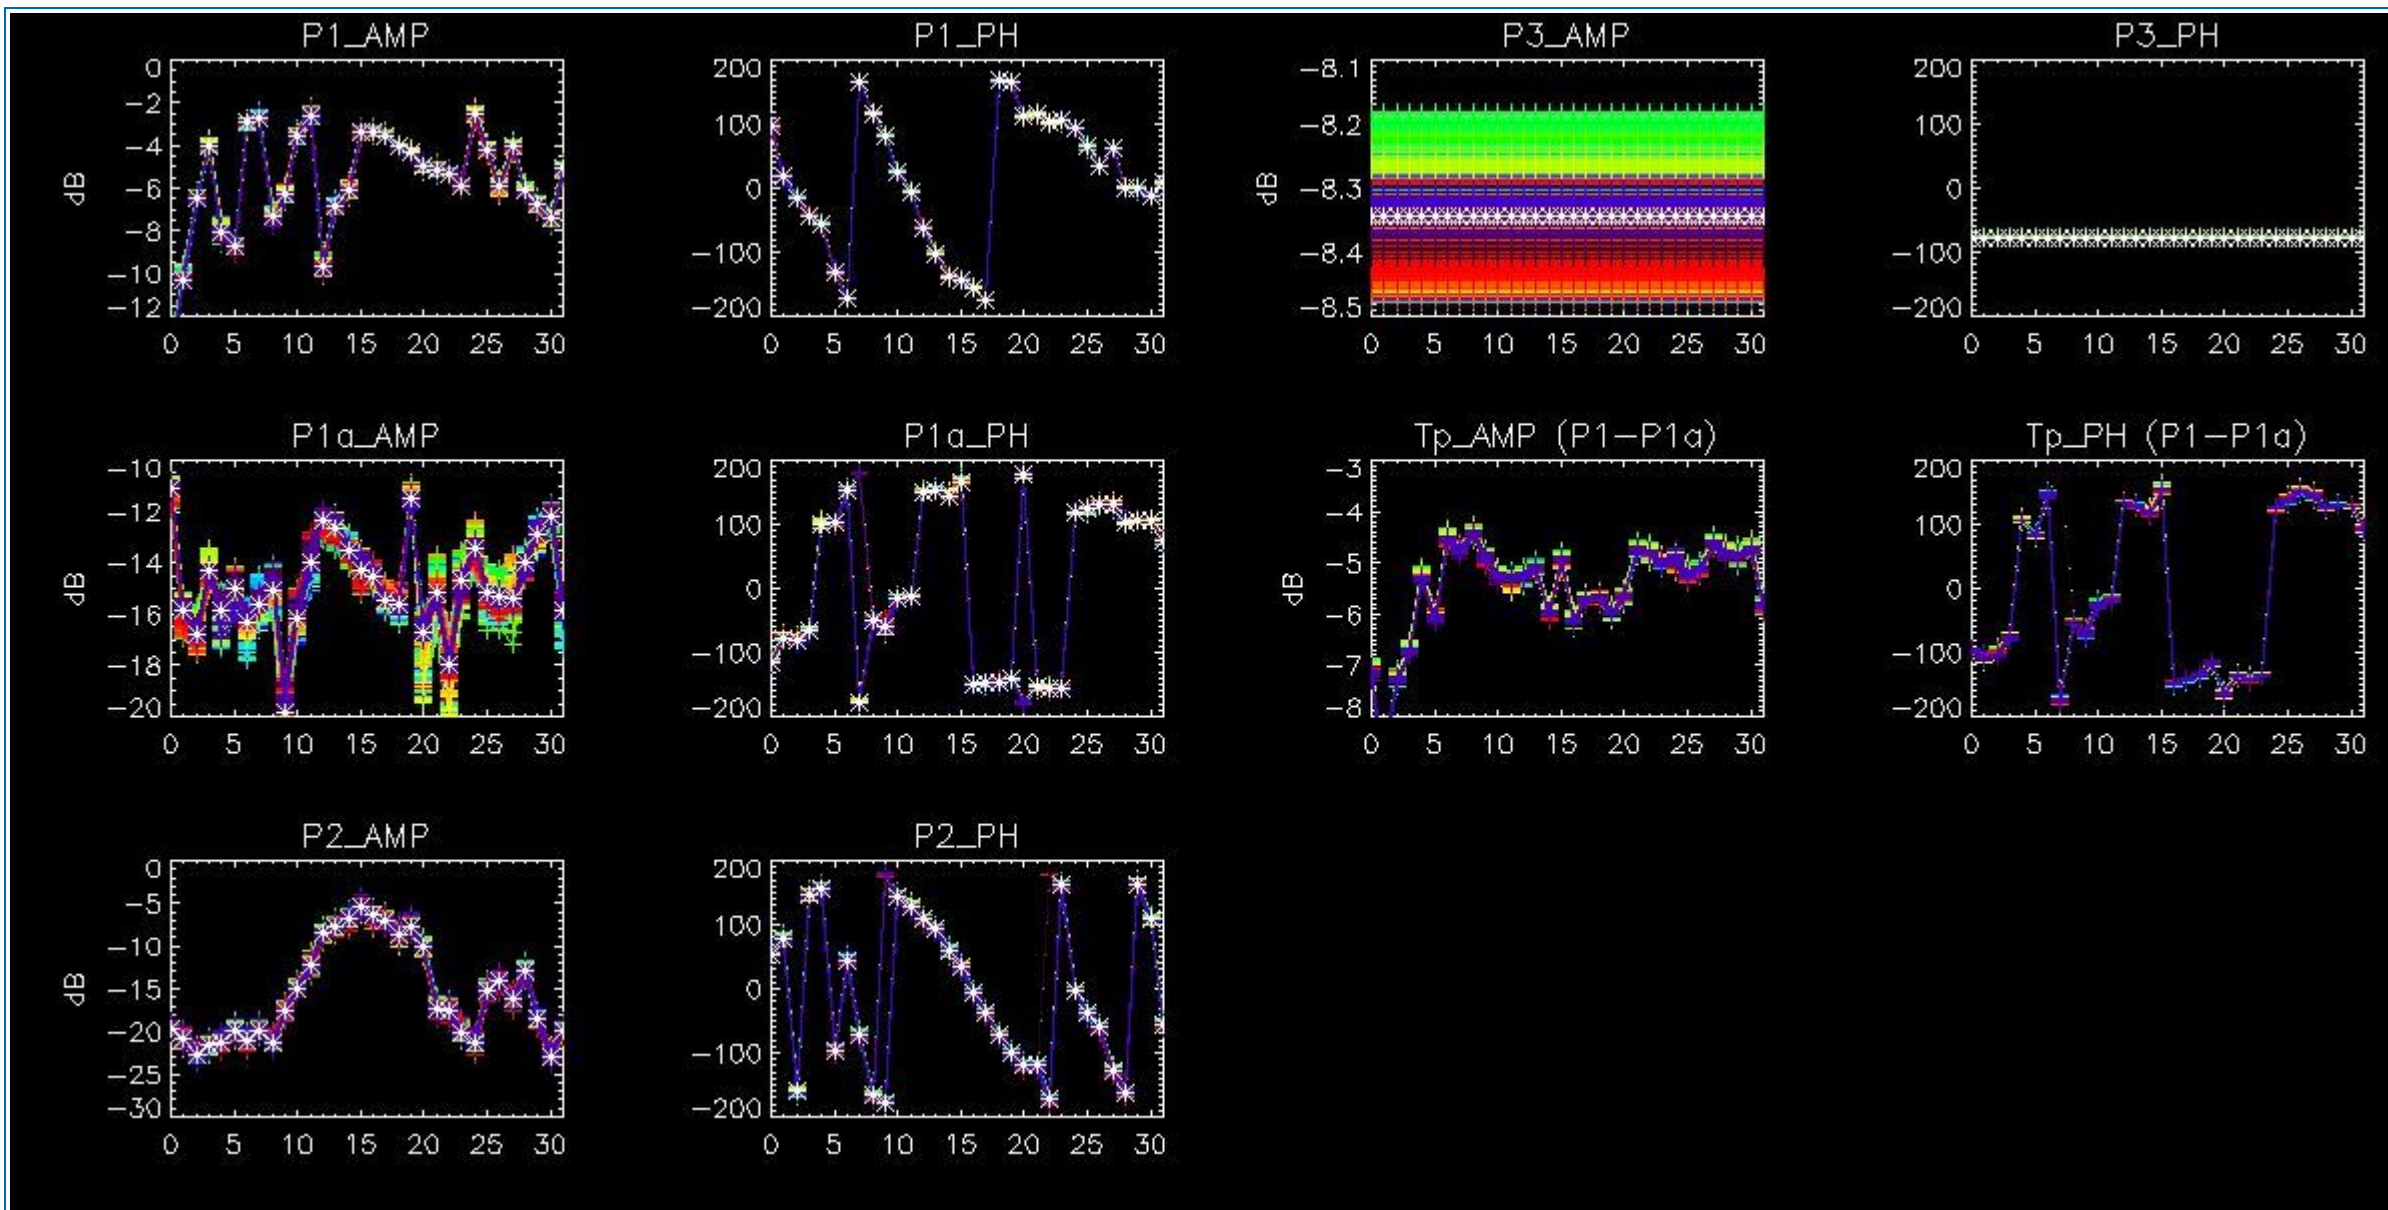 P1_AMP P1_PH P3_AMP P3_PH
0 200 -8.1 200
-2
-4 100 -8.2 100
dB -6 0 dB -8.3 0
-8
-10 -100 -8.4 -100
-12 -200 -8.5 -200
0 5 10 15 20 25 30 0 5 10 15 20 25 30 0 5 10 15 20 25 30 0 5 10 15 20 25 30
P1a_AMP P1a_PH Tp_AMP (P1-P1a) Tp_PH (P1-P1a)
-10 200 -3 200
-12 100 -4 100
dB -14 0 dB -5 0
-16 -6
-18 -100 -7 -100
-20 -200 -8 -200
0 5 10 15 20 25 30 0 5 10 15 20 25 30 0 5 10 15 20 25 30 0 5 10 15 20 25 30
P2_AMP P2_PH
0 200
-5 100
-10
dB -15 0
-20
-25 -100
-30 -200
0 5 10 15 20 25 30 0 5 10 15 20 25 30